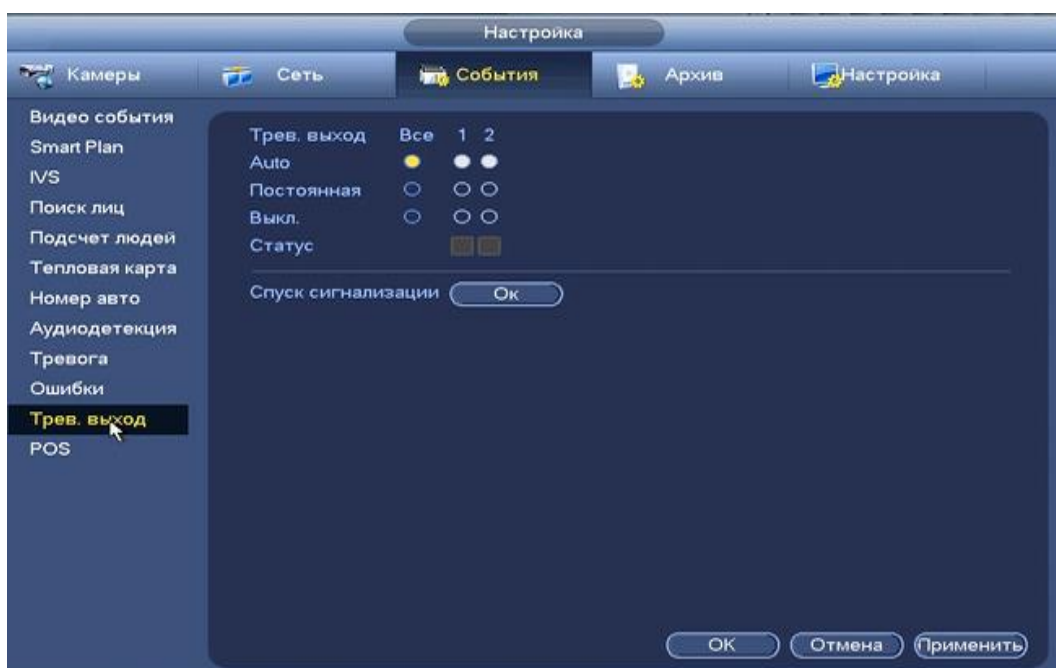 Настройка
Камеры Сеть События Архив Настройка
Видео события
Smart Plan
IVS
Поиск лиц
Подсчет людей
Тепловая карта
Номер авто
Аудиодетекция
Тревога
Ошибки
Трев. выход
POS
Трев. выход Все 1 2
Auto
Постоянная
Выкл.
Статус
Спуск сигнализации Ок
OK Отмена Применить